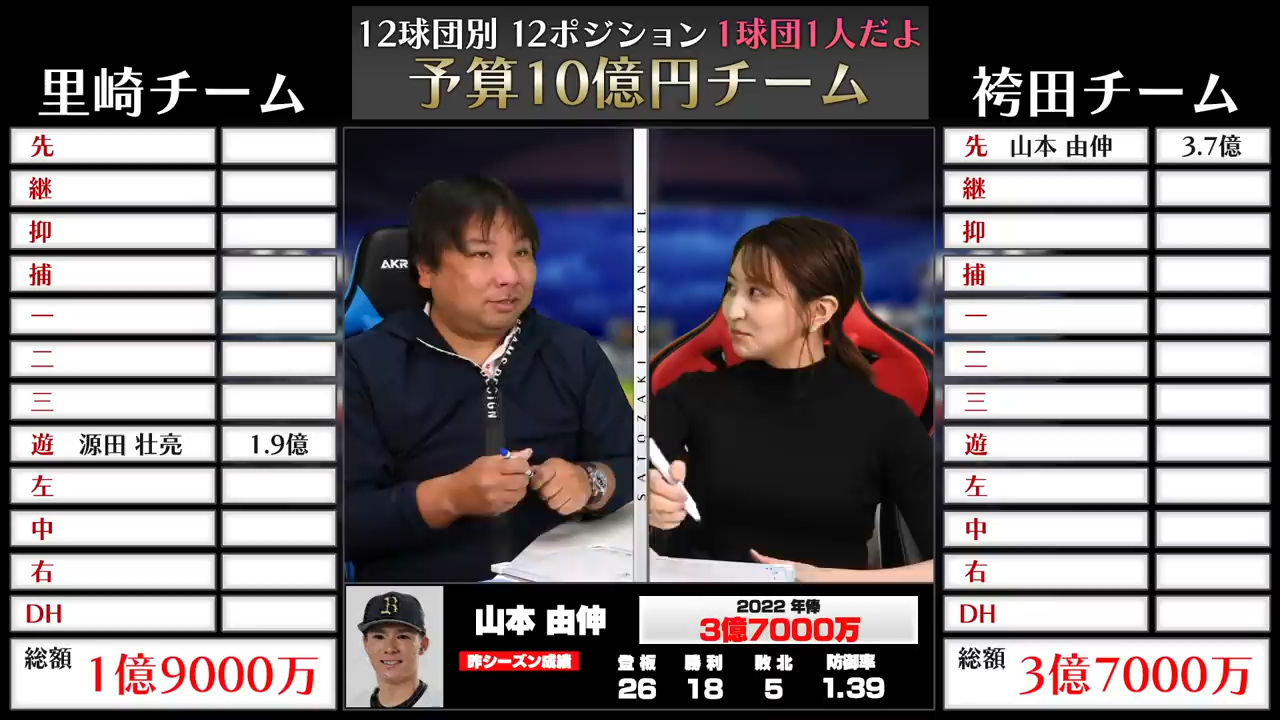 12球団別 12ポジション 1球団1人だよ
予算10億円チーム
里崎チーム
先
継
抑
捕
一
二
三
遊 源田 壮亮 1.9億
左
中
右
DH
総額 1億9000万
AKR
SATOZAKI CHANNEL
袴田チーム
先 山本 由伸 3.7億
継
抑
捕
一
二
三
遊
左
中
右
DH
総額 3億7000万
B
山本 由伸
2022 年俸
3億7000万
昨シーズン成績
登板 勝利 敗北 防御率
26 18 5 1.39